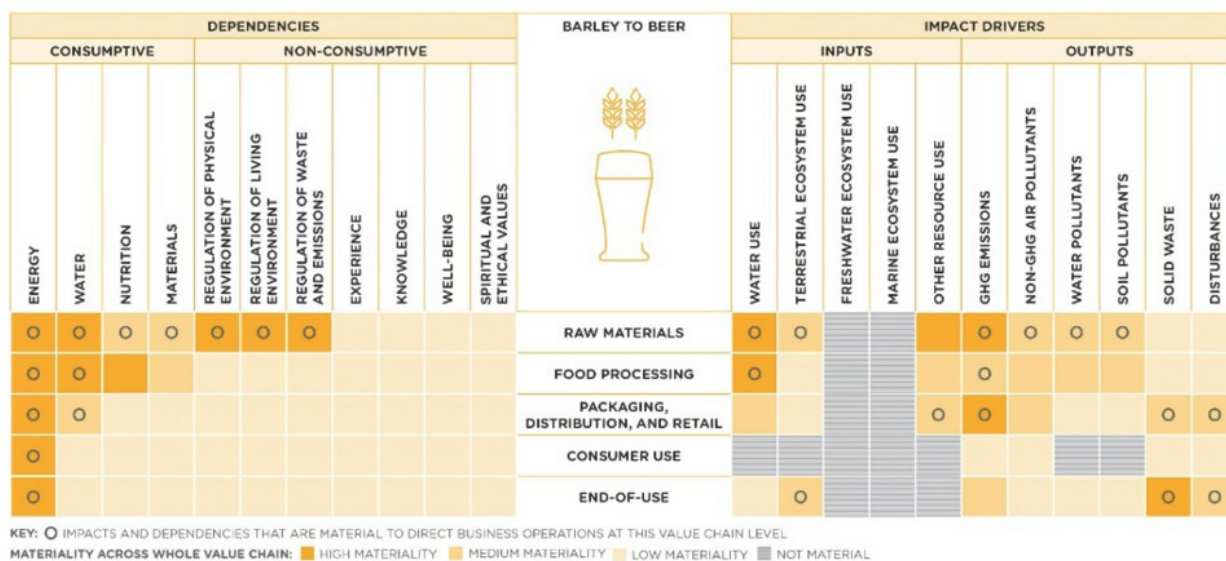 DEPENDENCIES
BARLEY TO BEER
IMPACT DRIVERS
CONSUMPTIVE
NON-CONSUMPTIVE
INPUTS
OUTPUTS
ENERGY
WATER
NUTRITION
MATERIALS
REGULATION OF PHYSICAL
ENVIRONMENT
REGULATION OF LIVING
ENVIRONMENT
REGULATION OF WASTE
AND EMISSIONS
EXPERIENCE
KNOWLEDGE
WELL-BEING
SPIRITUAL AND
ETHICAL VALUES
WATER USE
TERRESTRIAL ECOSYSTEM USE
FRESHWATER ECOSYSTEM USE
MARINE ECOSYSTEM USE
OTHER RESOURCE USE
GHG EMISSIONS
NON-GHG AIR POLLUTANTS
WATER POLLUTANTS
SOIL POLLUTANTS
SOLID WASTE
DISTURBANCES
RAW MATERIALS
FOOD PROCESSING
PACKAGING,
DISTRIBUTION, AND RETAIL
CONSUMER USE
END-OF-USE
KEY: O IMPACTS AND DEPENDENCIES THAT ARE MATERIAL TO DIRECT BUSINESS OPERATIONS AT THIS VALUE CHAIN LEVEL
MATERIALITY ACROSS WHOLE VALUE CHAIN: HIGH MATERIALITY MEDIUM MATERIALITY LOW MATERIALITY NOT MATERIAL